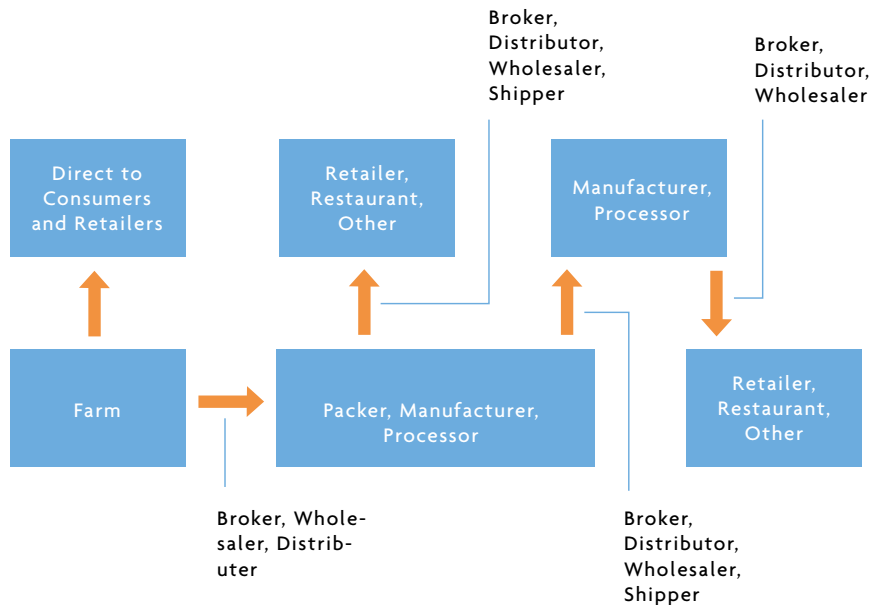 Broker,
Distributor,
Wholesaler,
Shipper
Broker,
Distributor,
Wholesaler
Direct to
Consumers
and Retailers
Retailer,
Restaurant,
Other
Manufacturer,
Processor
Farm
Packer, Manufacturer,
Processor
Retailer,
Restaurant,
Other
Broker, Whole-
saler, Distrib-
uter
Broker,
Distributor,
Wholesaler,
Shipper